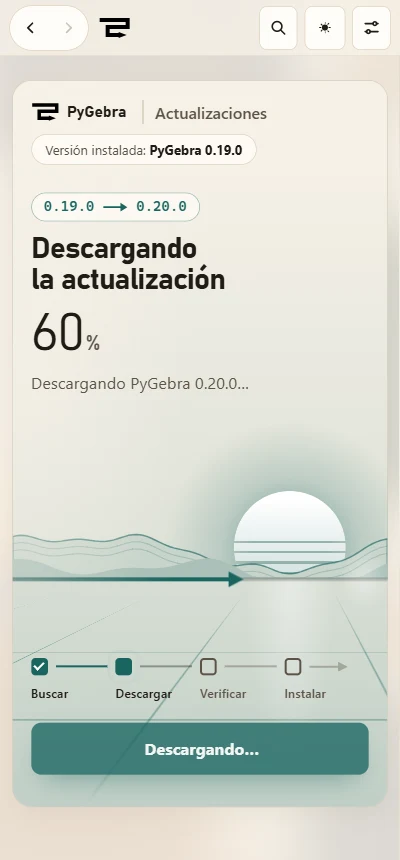 PyGebra
Actualizaciones
Versión instalada: PyGebra 0.19.0
0.19.0 → 0.20.0
Descargando
la actualización
60%
Descargando PyGebra 0.20.0...
Buscar
Descargar
Verificar
Instalar
Descargando...